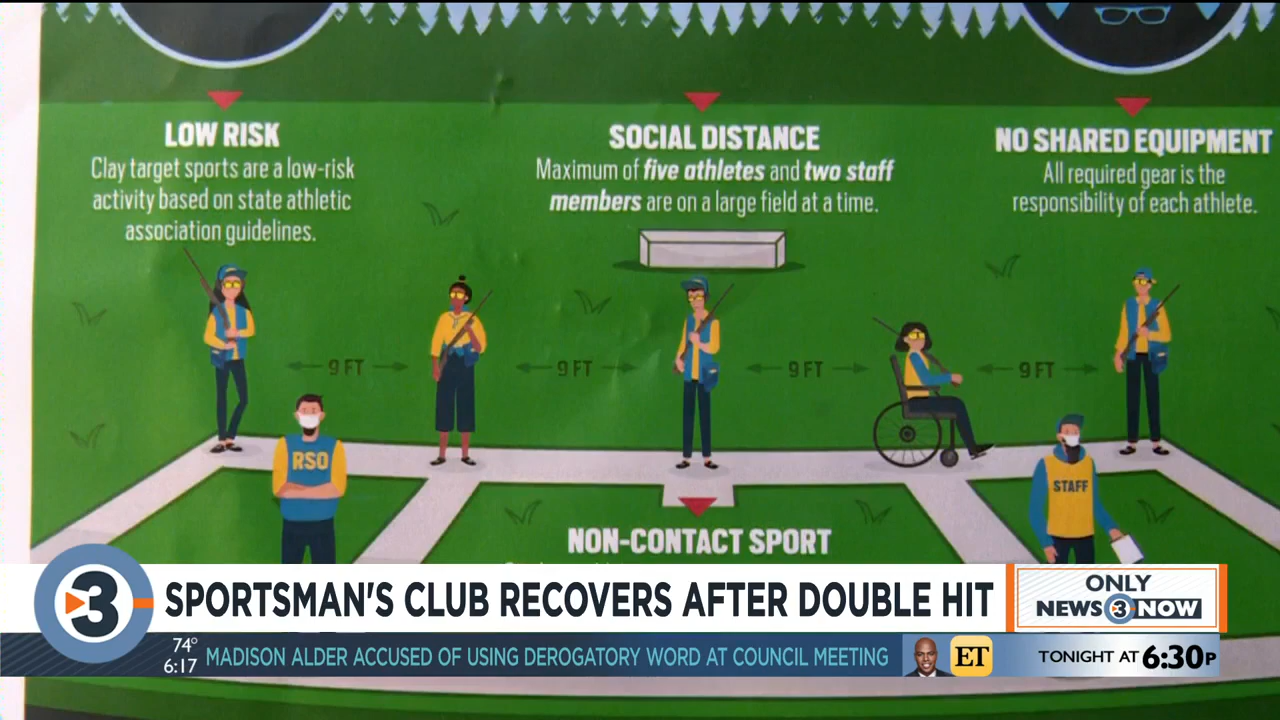 LOW RISK
Clay target sports are a low-risk
activity based on state athletic
association guidelines.
SOCIAL DISTANCE
Maximum of five athletes and two staff
members are on a large field at a time.
NO SHARED EQUIPMENT
All required gear is the
responsibility of each athlete.
9 FT
9 FT
9 FT
9 FT
RSO
STAFF
NON-CONTACT SPORT
3
SPORTSMAN'S CLUB RECOVERS AFTER DOUBLE HIT
ONLY
NEWS 3 NOW
74°
6:17
MADISON ALDER ACCUSED OF USING DEROGATORY WORD AT COUNCIL MEETING
ET
TONIGHT AT 6:30P